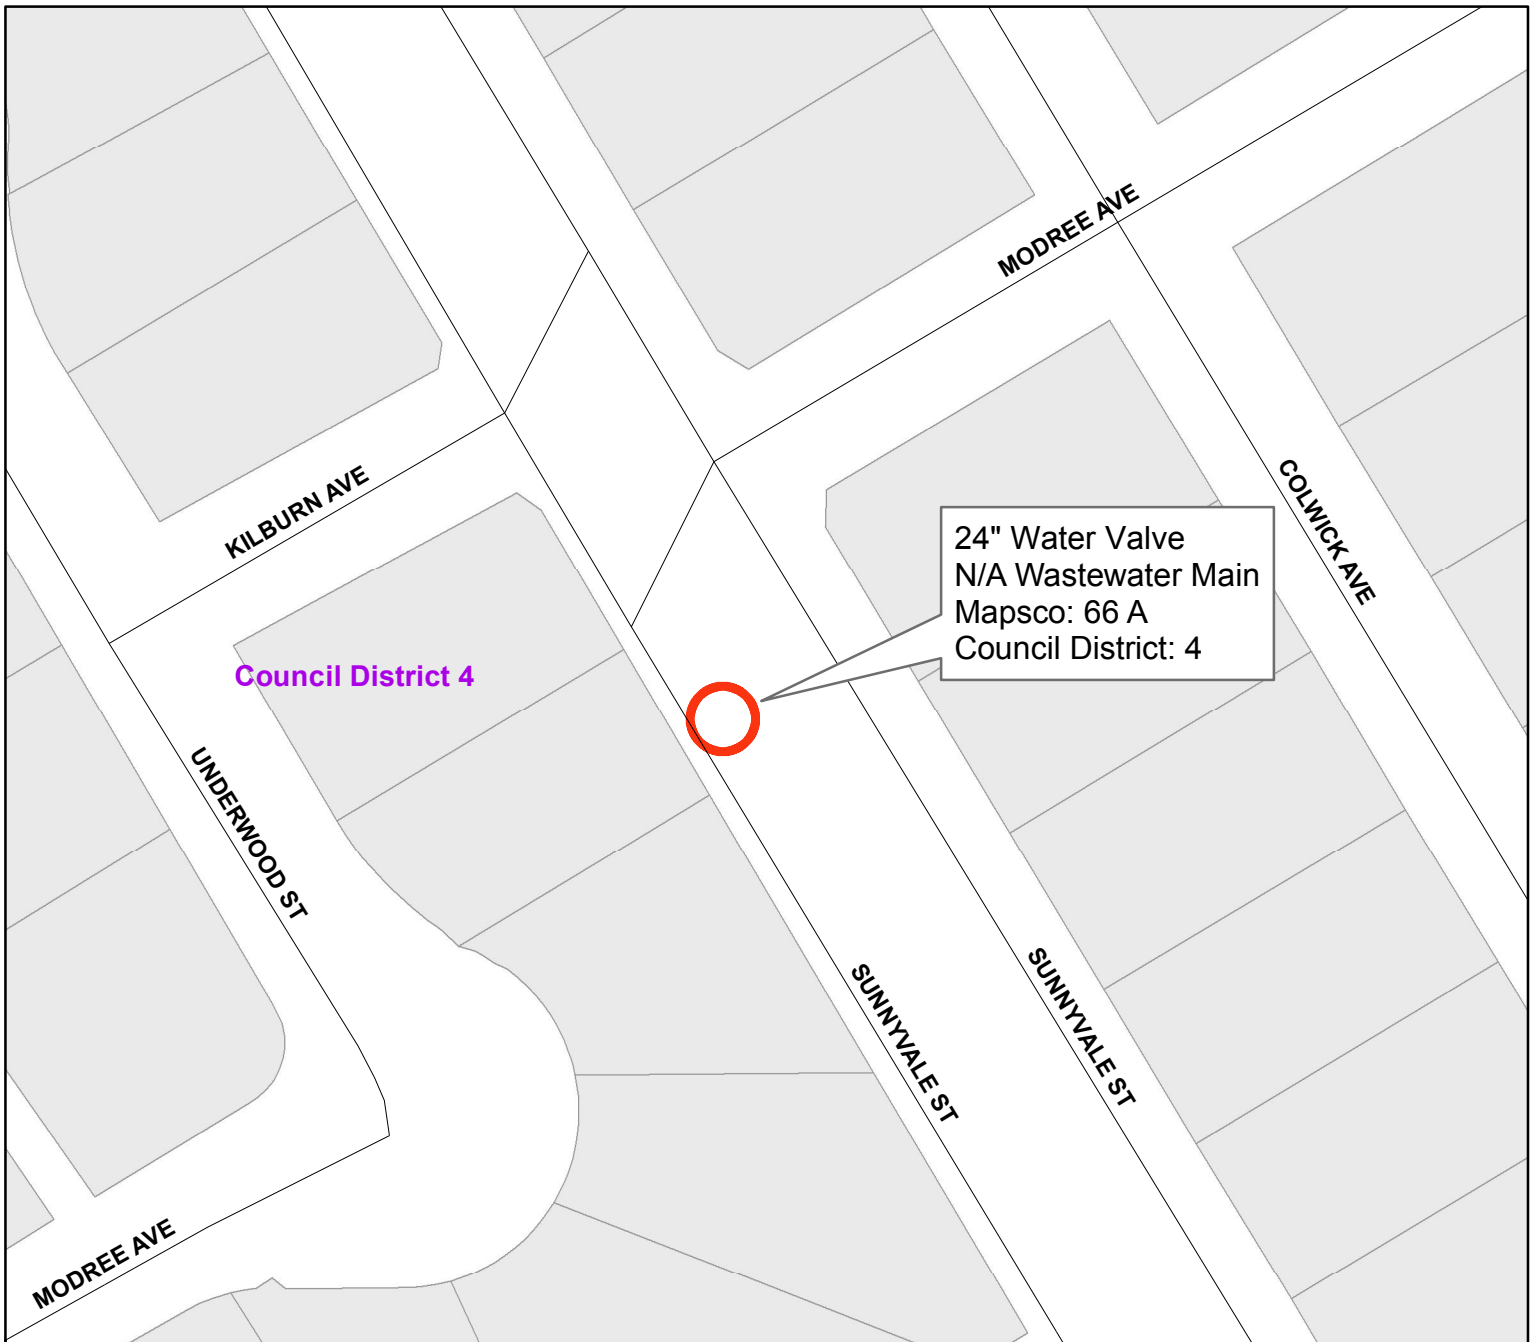 MODREE AVE
KILBURN AVE
COLWICK AVE
24" Water Valve
N/A Wastewater Main
Mapsco: 66 A
Council District: 4
Council District 4
UNDERWOOD ST
SUNNYVALE ST
SUNNYVALE ST
MODREE AVE